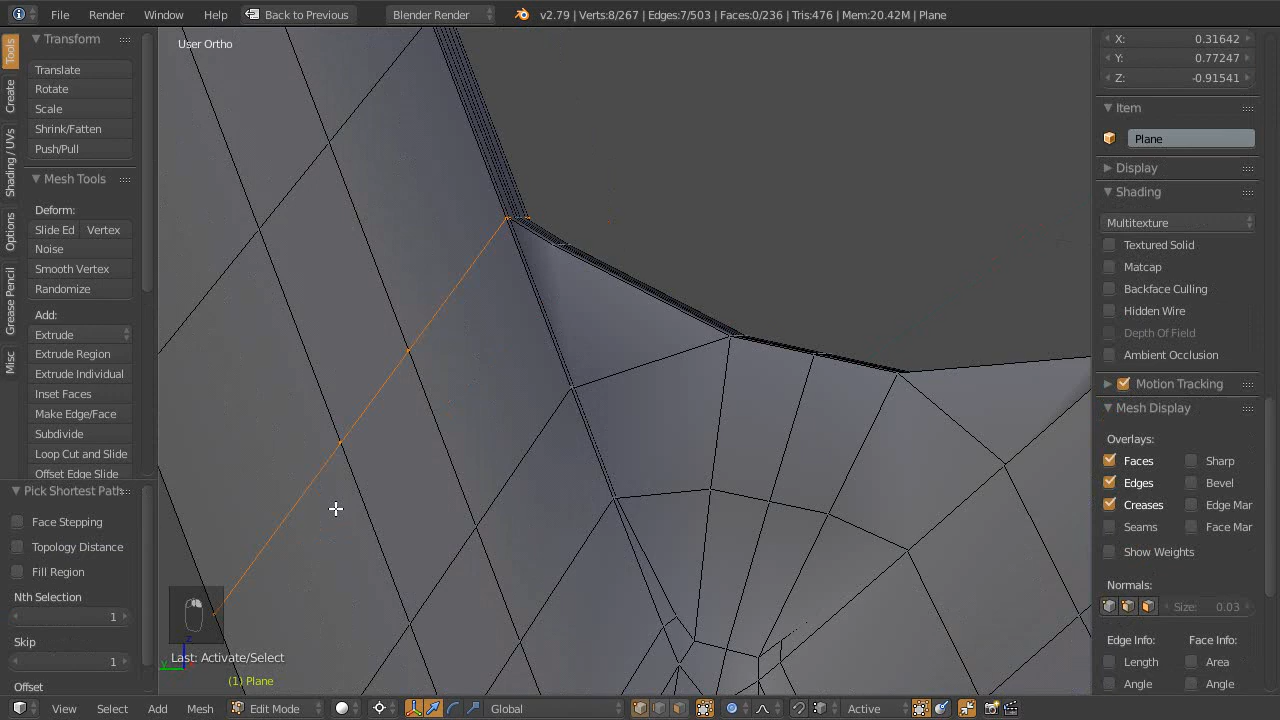 File Render Window Help Back to Previous Blender Render v2.79 | Verts:8/267 | Edges:7/503 | Faces:0/236 | Tris:476 | Mem:20.42M | Plane
Tools
Create
Shading / UVs
Options
Grease Pencil
Misc
Transform
Translate
Rotate
Scale
Shrink/Fatten
Push/Pull
Mesh Tools
Deform:
Slide Ed Vertex
Noise
Smooth Vertex
Randomize
Add:
Extrude
Extrude Region
Extrude Individual
Inset Faces
Make Edge/Face
Subdivide
Loop Cut and Slide
Offset Edge Slide
Pick Shortest Path
Face Stepping
Topology Distance
Fill Region
Nth Selection
1
Skip
1
Offset
User Ortho
z
y
Last: Activate/Select
(1) Plane
X: 0.31642
Y: 0.77247
Z: -0.91541
Item
Plane
Display
Shading
Multitexture
Textured Solid
Matcap
Backface Culling
Hidden Wire
Depth Of Field
Ambient Occlusion
Motion Tracking
Mesh Display
Overlays:
Faces Sharp
Edges Bevel
Creases Edge Mar
Seams Face Mar
Show Weights
Normals:
Size: 0.03
Edge Info: Face Info:
Length Area
Angle Angle
View Select Add Mesh Edit Mode Global Active